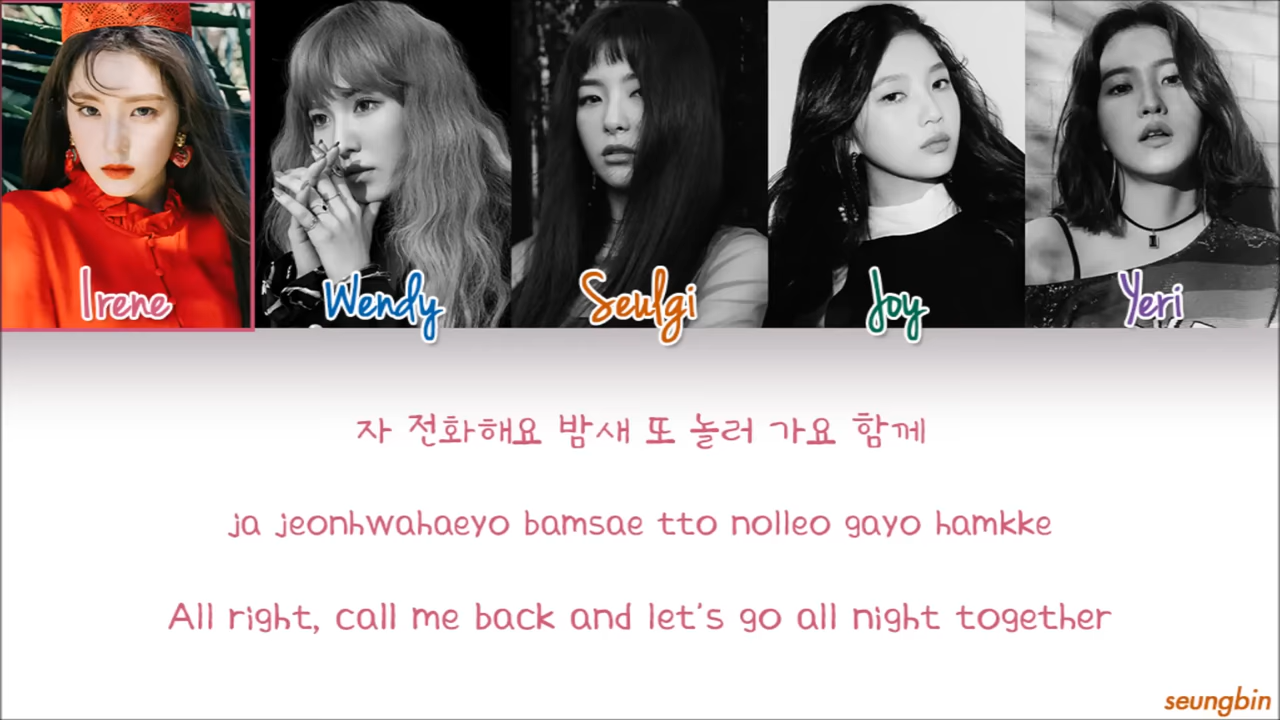 Irene Wendy Seulgi Joy Yeri
자 전화해요 밤새 또 놀러 가요 함께
ja jeonhwahaeyo bamsae tto nolleo gayo hamkke
All right, call me back and let's go all night together
seungbin